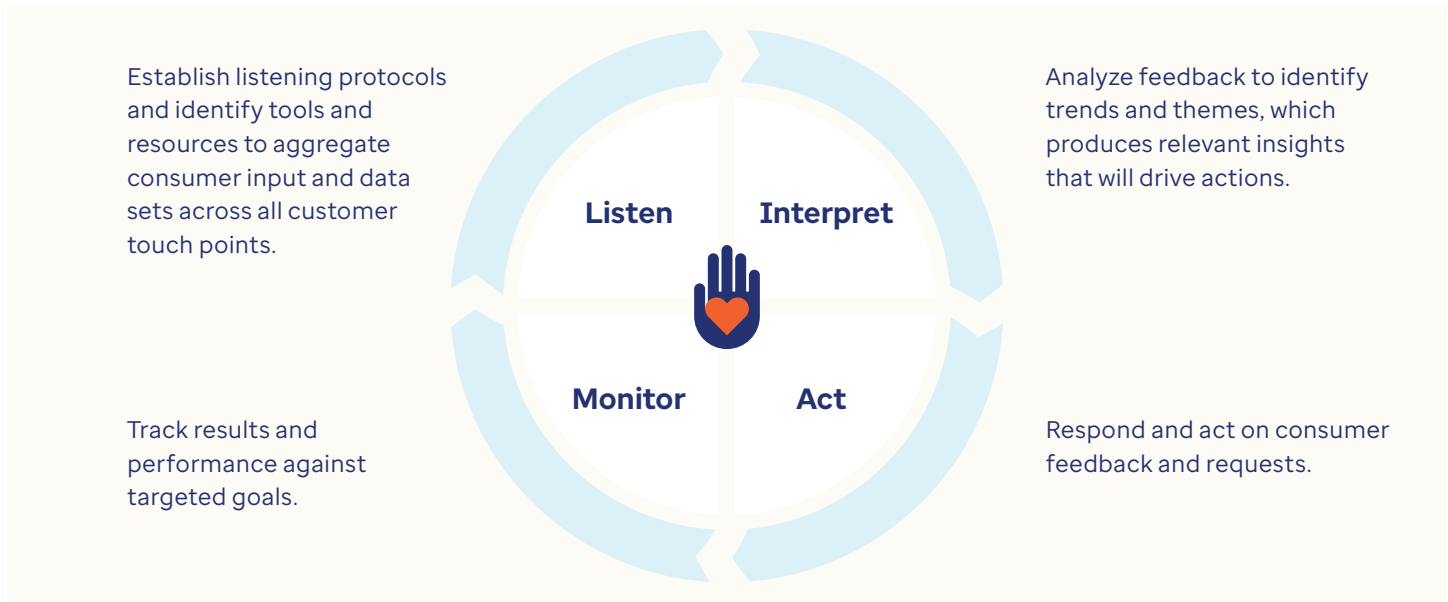 Establish listening protocols
and identify tools and
resources to aggregate
consumer input and data
sets across all customer
touch points.
Listen
Interpret
Analyze feedback to identify
trends and themes, which
produces relevant insights
that will drive actions.
Track results and
performance against
targeted goals.
Monitor
Act
Respond and act on consumer
feedback and requests.